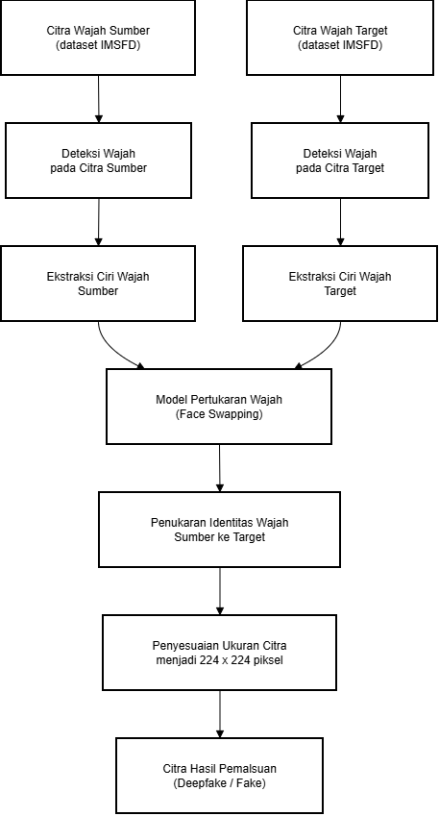 Citra Wajah Sumber
(dataset IMSFD)
Citra Wajah Target
(dataset IMSFD)
Deteksi Wajah
pada Citra Sumber
Deteksi Wajah
pada Citra Target
Ekstraksi Ciri Wajah
Sumber
Ekstraksi Ciri Wajah
Target
Model Pertukaran Wajah
(Face Swapping)
Penukaran Identitas Wajah
Sumber ke Target
Penyesuaian Ukuran Citra
menjadi 224 x 224 piksel
Citra Hasil Pemalsuan
(Deepfake / Fake)